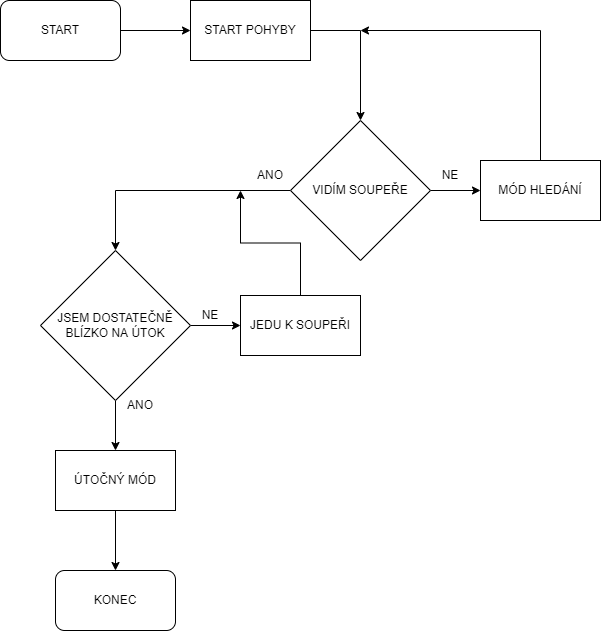 START
START POHYBY
ANO
VIDÍM SOUPEŘE
NE
MÓD HLEDÁNÍ
JSEM DOSTATEČNĚ
BLÍZKO NA ÚTOK
NE
JEDU K SOUPEŘI
ANO
ÚTOČNÝ MÓD
KONEC